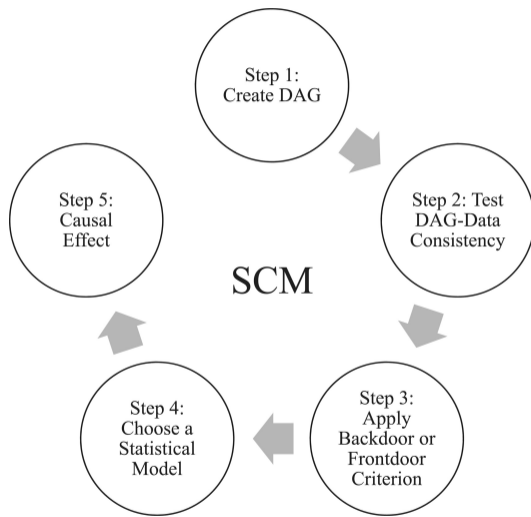 Step 1:
Create DAG
Step 2: Test
DAG-Data
Consistency
Step 3:
Apply
Backdoor or
Frontdoor
Criterion
Step 4:
Choose a
Statistical
Model
Step 5:
Causal
Effect
SCM